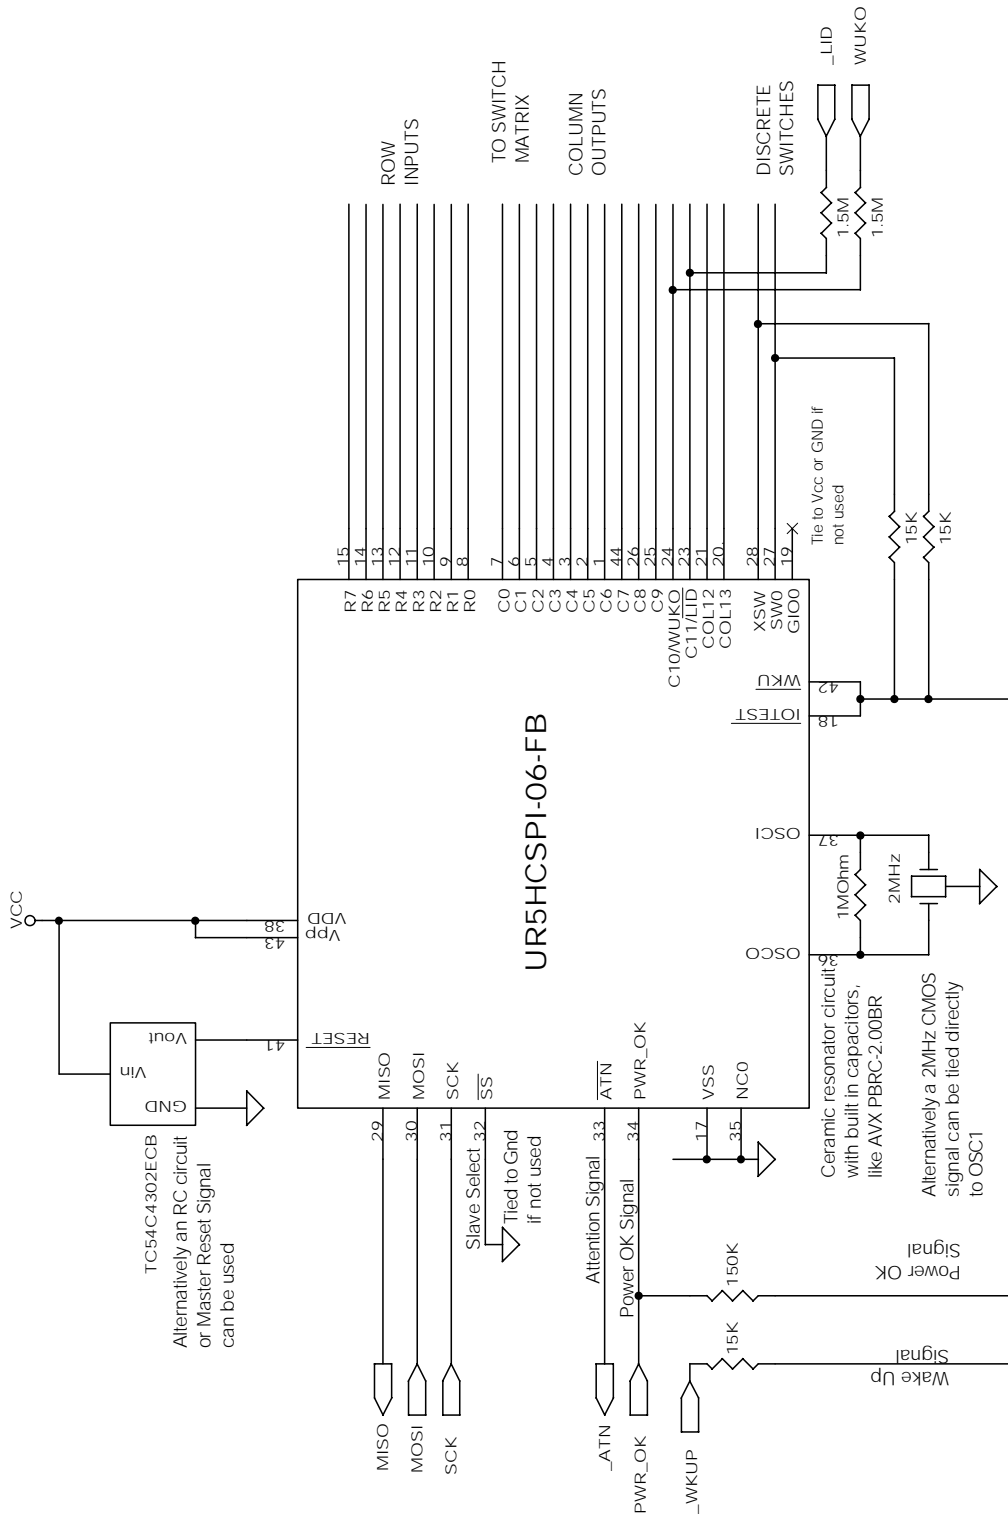 VCC
TC54C4302ECB
Alternatively an RC circuit
or Master Reset Signal
can be used
Vin
GND
Vout
41
RESET
43
Vpp
38
VDD
UR5HCSPI-06-FB
MISO
29
MISO
MOSI
30
MOSI
SCK
31
SCK
Slave Select
32
SS
Tied to Gnd
if not used
_ATN
Attention Signal
33
ATN
PWR_OK
Power OK Signal
34
PWR_OK
_WKUP
15K
Wake Up
Signal
150K
Power OK
Signal
17
VSS
35
NC0
R7
15
R6
14
R5
13
R4
12
R3
11
R2
10
R1
9
R0
8
ROW
INPUTS
C0
7
C1
6
C2
5
C3
4
C4
3
C5
2
C6
1
C7
44
C8
26
C9
25
C10/WUKO
24
C11/LID
23
COL12
21
COL13
20
TO SWITCH
MATRIX
COLUMN
OUTPUTS
XSW
28
SW0
27
GIO0
19
DISCRETE
SWITCHES
Tie to Vcc or GND if
not used
1.5M
_LID
1.5M
WUKO
15K
15K
OSCO
36
OSCI
37
IOTEST
18
WKU
42
1MOhm
2MHz
Ceramic resonator circuit
with built in capacitors,
like AVX PBRC-2.00BR
Alternatively a 2MHz CMOS
signal can be tied directly
to OSC1